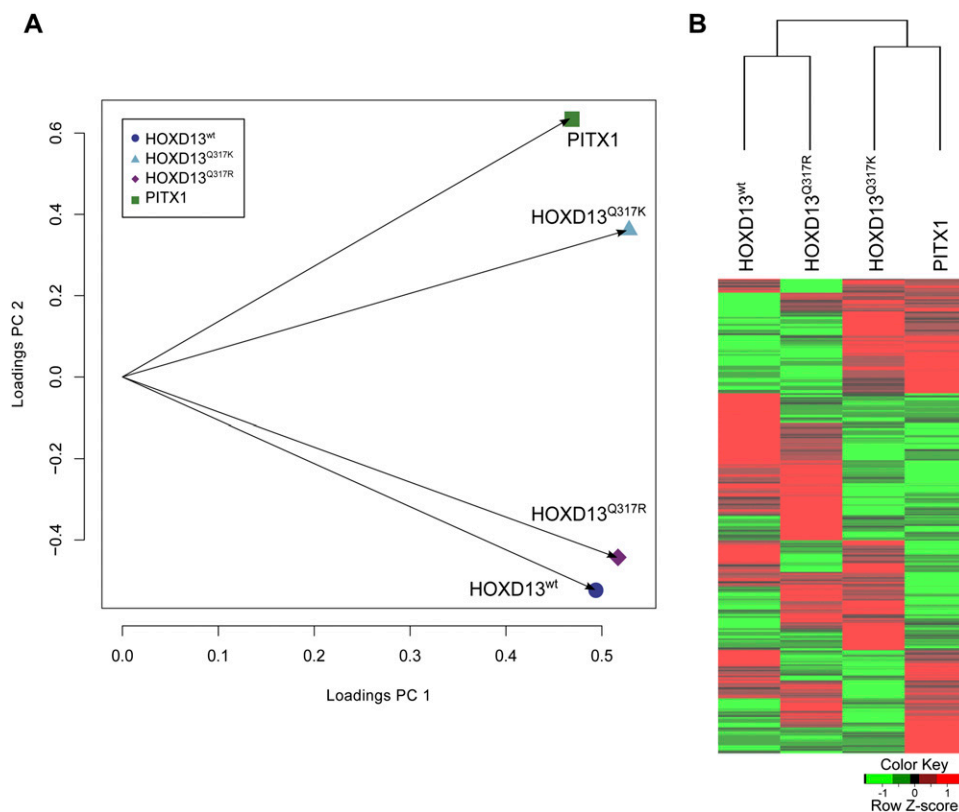 A
B
HOXD13wt
HOXD13Q317K
HOXD13Q317R
PITX1
PITX1
HOXD13Q317K
HOXD13Q317R
HOXD13wt
0.6
0.4
0.2
0.0
−0.2
−0.4
Loadings PC 2
0.0
0.1
0.2
0.3
0.4
0.5
Loadings PC 1
HOXD13wt
HOXD13Q317R
HOXD13Q317K
PITX1
Color Key
-1 0 1
Row Z-score